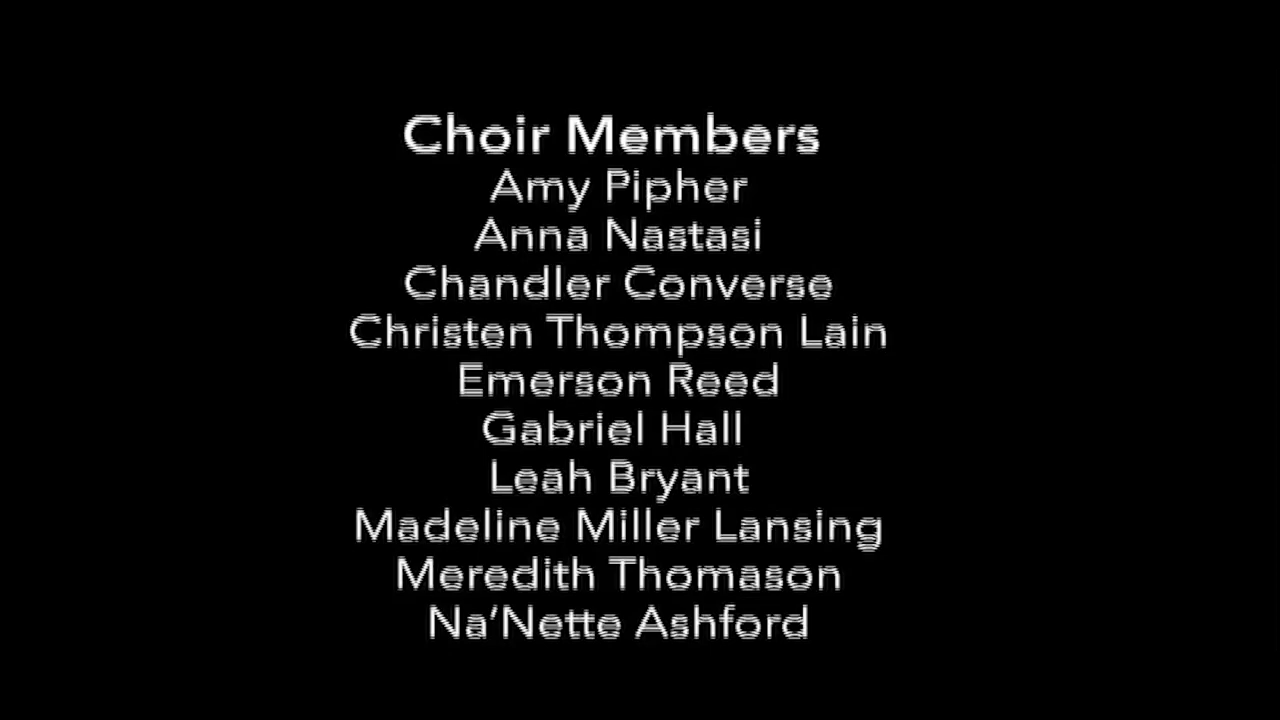 Choir Members
Amy Pipher
Anna Nastasi
Chandler Converse
Christen Thompson Lain
Emerson Reed
Gabriel Hall
Leah Bryant
Madeline Miller Lansing
Meredith Thomason
Na’Nette Ashford